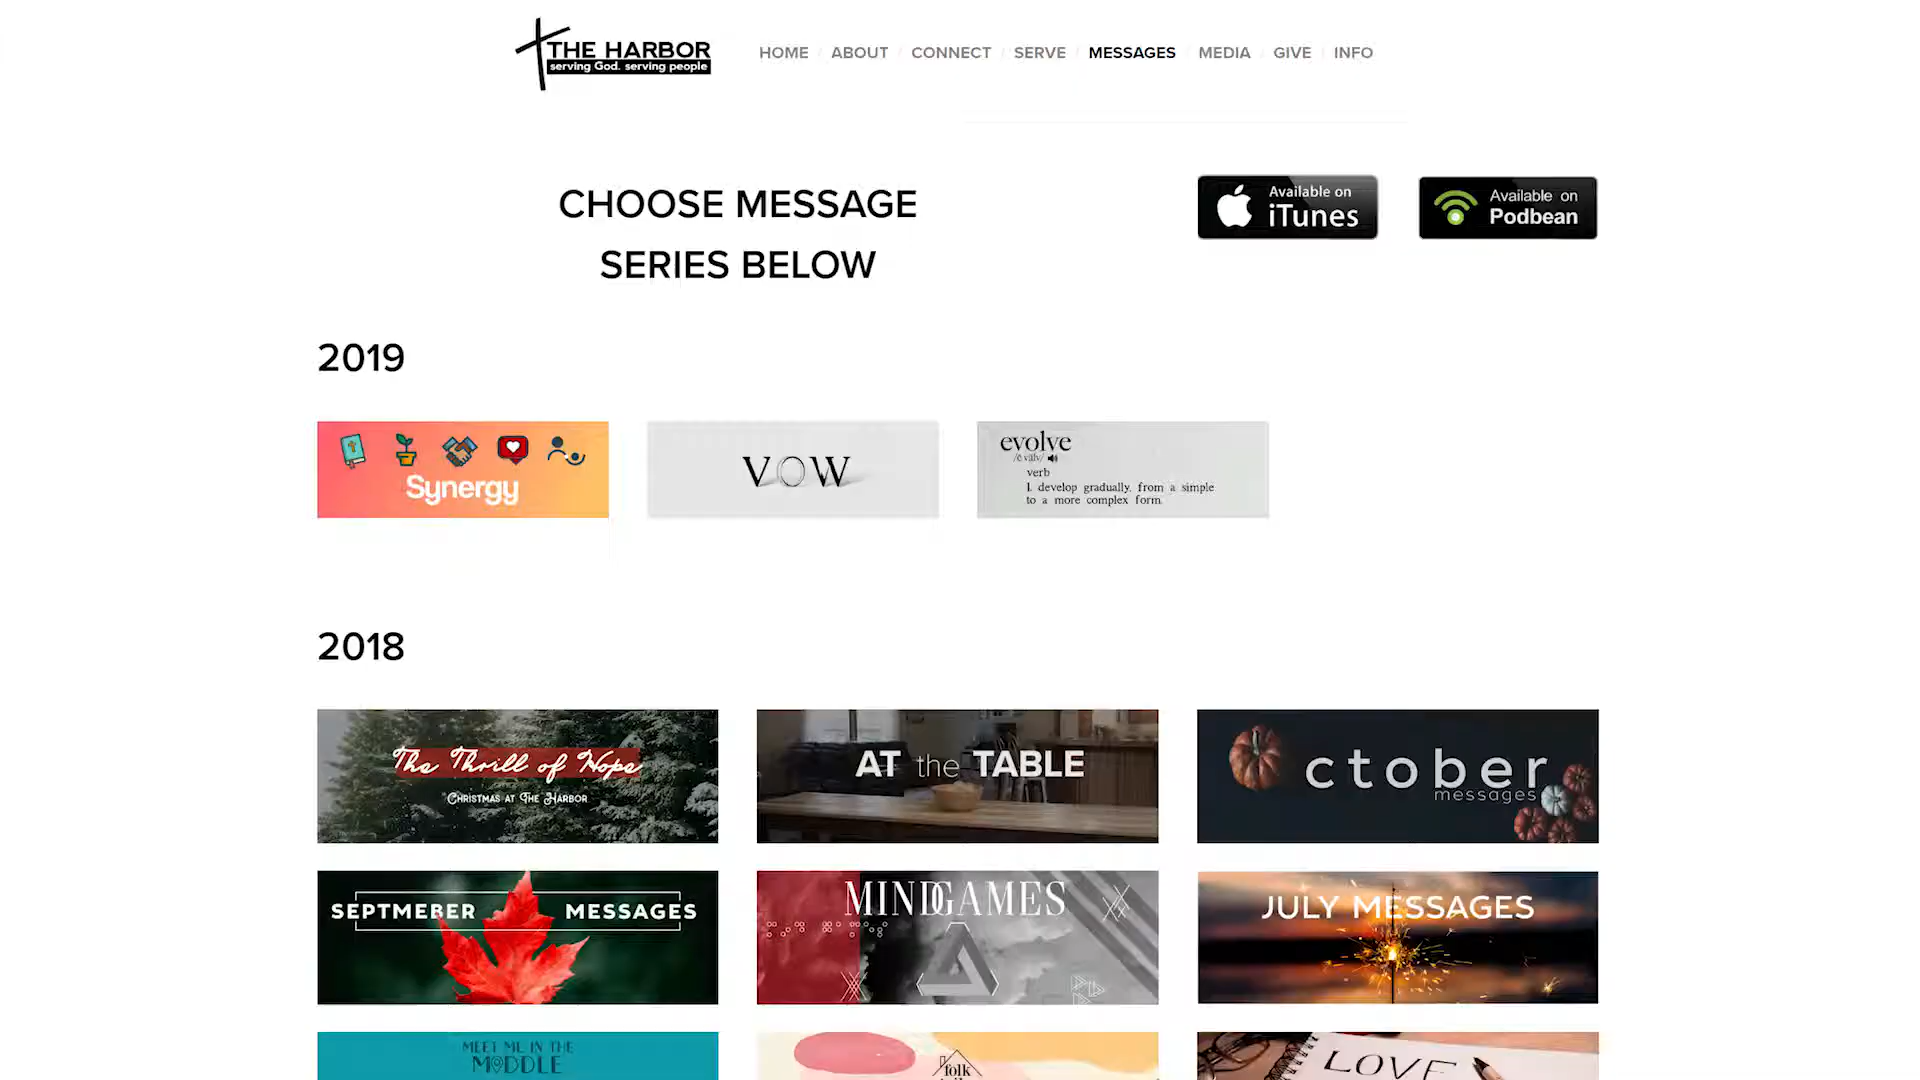 THE HARBOR
serving God. serving people
HOME / ABOUT / CONNECT / SERVE / MESSAGES / MEDIA / GIVE / INFO
CHOOSE MESSAGE
SERIES BELOW
Available on
iTunes
Available on
Podbean
2019
Synergy
VOW
evolve
verb
1. develop gradually, from a simple
to a more complex form.
2018
The Thrill of Hope
Christmas at The Harbor
AT the TABLE
ctober
messages
SEPTMEBER MESSAGES
MINDGAMES
JULY MESSAGES
MEET ME IN THE
MIDDLE
folk
LOVE